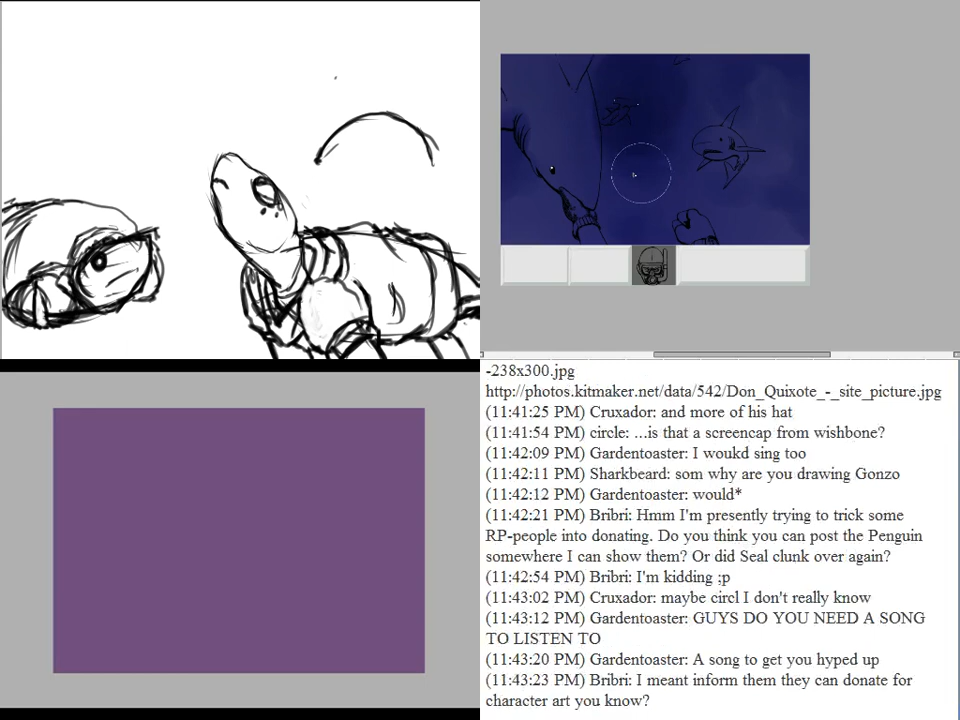 -238x300.jpg
http://photos.kitmaker.net/data/542/Don_Quixote_-_site_picture.jpg
(11:41:25 PM) Cruxador: and more of his hat
(11:41:54 PM) circle: ...is that a screencap from wishbone?
(11:42:09 PM) Gardentoaster: I woukd sing too
(11:42:11 PM) Sharkbeard: som why are you drawing Gonzo
(11:42:12 PM) Gardentoaster: would*
(11:42:21 PM) Bribri: Hmm I'm presently trying to trick some
RP-people into donating. Do you think you can post the Penguin
somewhere I can show them? Or did Seal clunk over again?
(11:42:54 PM) Bribri: I'm kidding ;p
(11:43:02 PM) Cruxador: maybe circl I don't really know
(11:43:12 PM) Gardentoaster: GUYS DO YOU NEED A SONG
TO LISTEN TO
(11:43:20 PM) Gardentoaster: A song to get you hyped up
(11:43:23 PM) Bribri: I meant inform them they can donate for
character art you know?